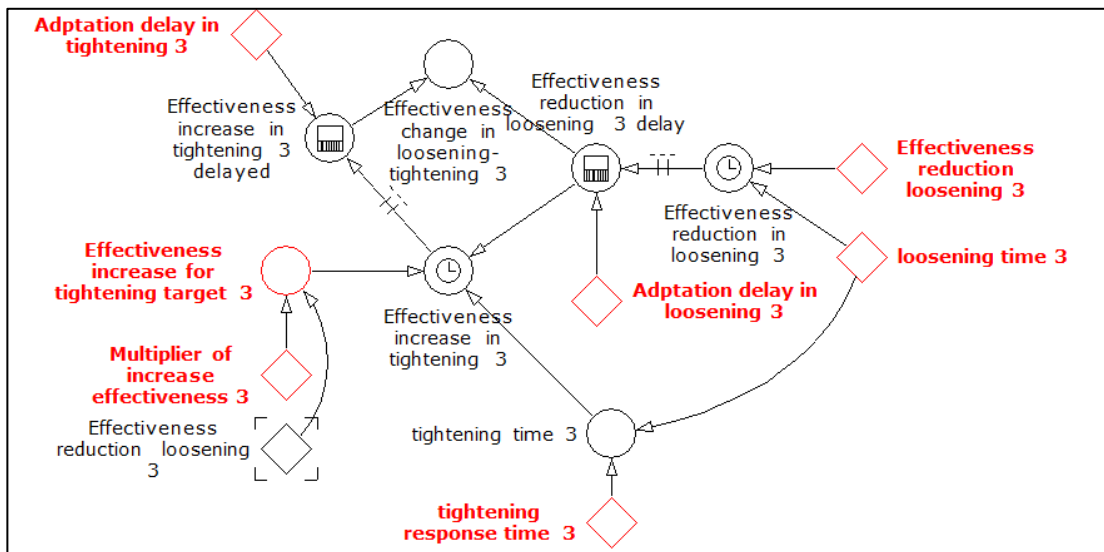 Adptation delay in
tightening 3
Effectiveness
increase in
tightening 3
delayed
Effectiveness
change in
loosening-
tightening 3
Effectiveness
reduction in
loosening 3 delay
Effectiveness
reduction in
loosening 3
Effectiveness
reduction
loosening 3
loosening time 3
Effectiveness
increase for
tightening target 3
Effectiveness
increase in
tightening 3
Adptation delay in
loosening 3
Multiplier of
increase
effectiveness 3
Effectiveness
reduction loosening
3
tightening time 3
tightening
response time 3